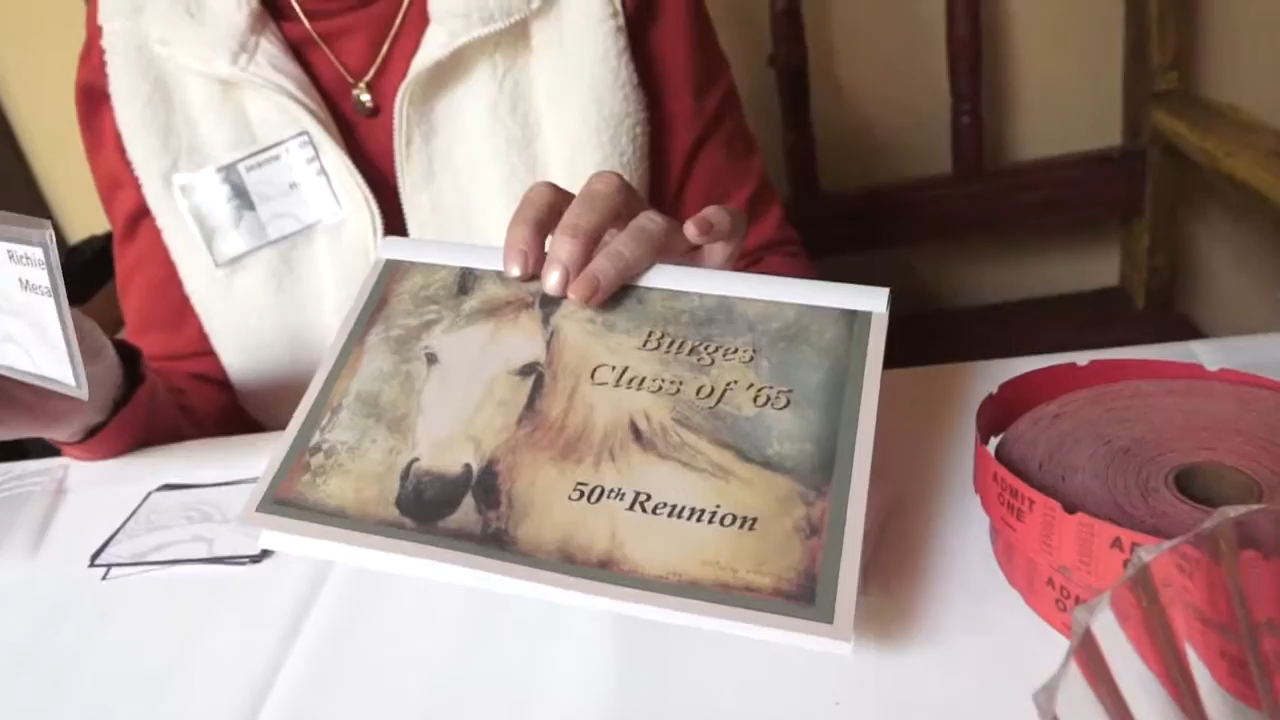 Richie
Mesa
Burges
Class of '65
50th Reunion
ADMIT
ONE